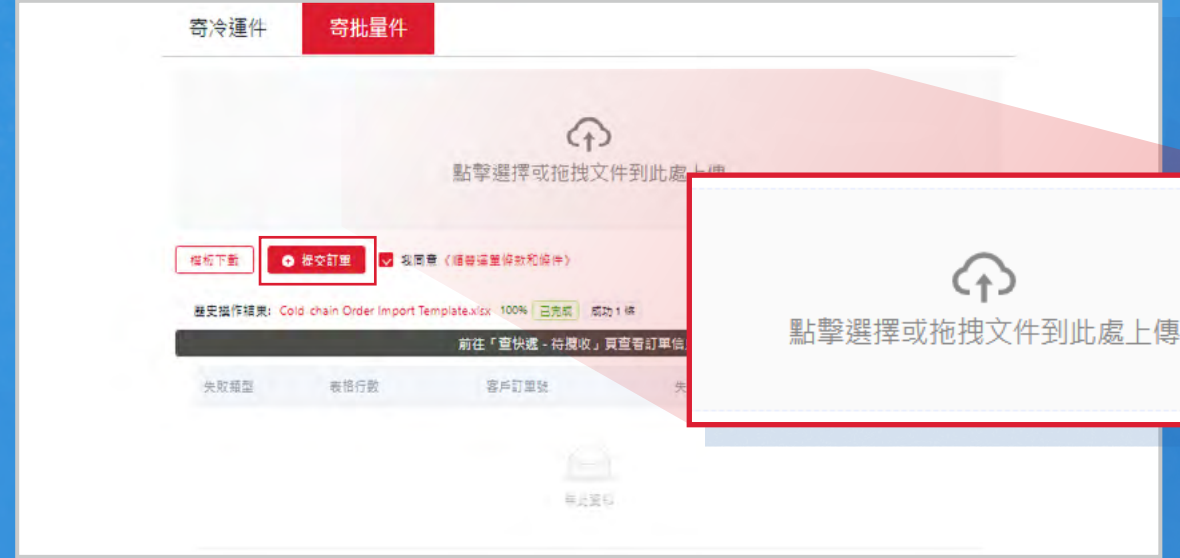 寄冷運件 寄批量件
點擊選擇或拖拽文件到此處上傳
模板下載 提交訂單 我同意《順豐運單條款和條件》
歷史操作結果: Cold chain Order Import Template.xlsx 100% 已完成 成功 1 條
前往「查快遞 - 待攬收」頁查看訂單信
失敗類型 表格行數 客戶訂單號 失
點擊選擇或拖拽文件到此處上傳